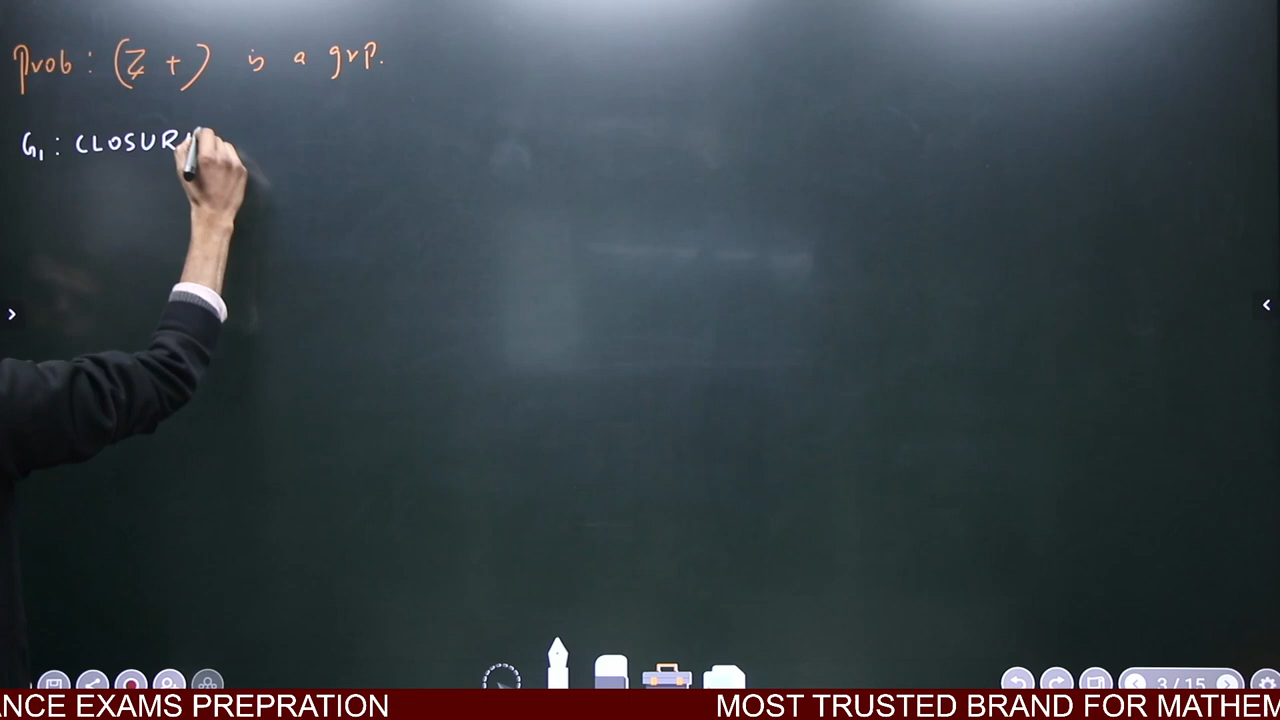 prob : (Z +) is a grp.
G1 : CLOSUR
3 / 15
NCE EXAMS PREPRATION MOST TRUSTED BRAND FOR MATHEM